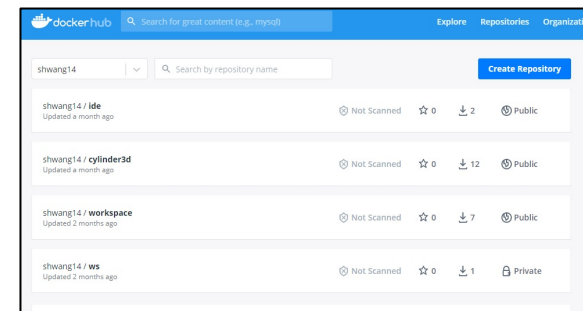 dockerhub Search for great content (e.g., mysql) Explore Repositories Organizati
shwang14 Search by repository name Create Repository
shwang14 / ide
Updated a month ago
Not Scanned 0 2 Public
shwang14 / cylinder3d
Updated a month ago
Not Scanned 0 12 Public
shwang14 / workspace
Updated 2 months ago
Not Scanned 0 7 Public
shwang14 / ws
Updated 2 months ago
Not Scanned 0 1 Private